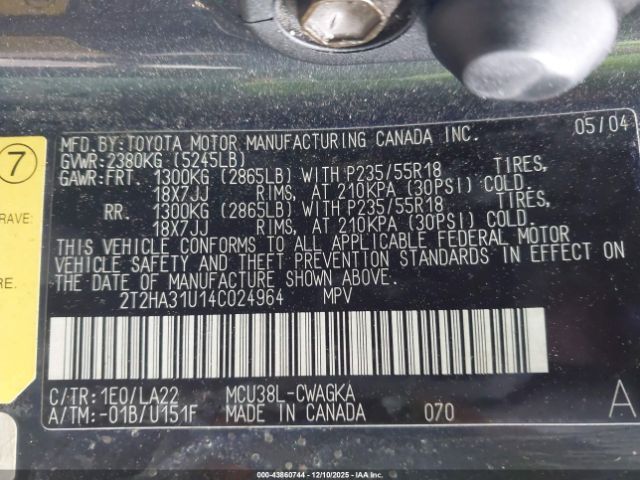 MFD.BY:TOYOTA MOTOR MANUFACTURING CANADA INC. 05/04
GVWR:2380KG (5245LB)
GAWR:FRT. 1300KG (2865LB) WITH P235/55R18 TIRES,
18X7JJ RIMS, AT 210KPA (30PSI) COLD.
RR. 1300KG (2865LB) WITH P235/55R18 TIRES,
18X7JJ RIMS, AT 210KPA (30PSI) COLD.
THIS VEHICLE CONFORMS TO ALL APPLICABLE FEDERAL MOTOR
VEHICLE SAFETY AND THEFT PREVENTION STANDARDS IN EFFECT ON
THE DATE OF MANUFACTURE SHOWN ABOVE.
2T2HA31U14C024964 MPV
C/TR:1E0/LA22 MCU38L-CWAGKA
A/TM:-01B/U151F MADE IN CANADA 070 A
7
RAVE:
NT
© IMAGE - 43860744 - 12/10/2025 - IAAI.COM